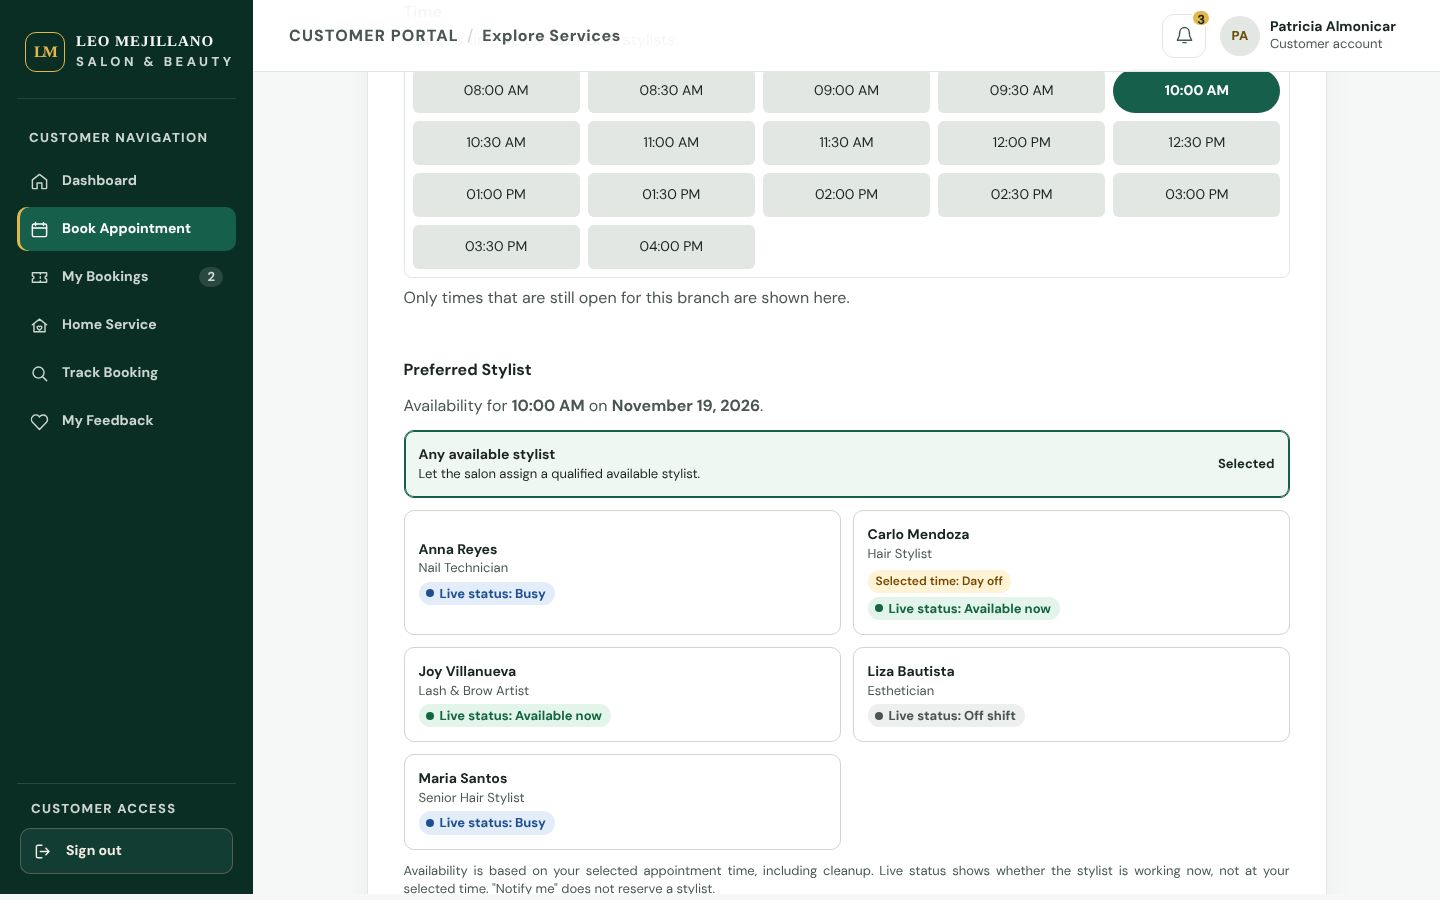 LM
LEO MEJILLANO
SALON & BEAUTY
CUSTOMER NAVIGATION
Dashboard
Book Appointment
My Bookings
2
Home Service
Track Booking
My Feedback
CUSTOMER ACCESS
Sign out
Time
CUSTOMER PORTAL / Explore Services
stylists.
3
PA
Patricia Almonicar
Customer account
08:00 AM
08:30 AM
09:00 AM
09:30 AM
10:00 AM
10:30 AM
11:00 AM
11:30 AM
12:00 PM
12:30 PM
01:00 PM
01:30 PM
02:00 PM
02:30 PM
03:00 PM
03:30 PM
04:00 PM
Only times that are still open for this branch are shown here.
Preferred Stylist
Availability for 10:00 AM on November 19, 2026.
Any available stylist
Let the salon assign a qualified available stylist.
Selected
Anna Reyes
Nail Technician
Live status: Busy
Carlo Mendoza
Hair Stylist
Selected time: Day off
Live status: Available now
Joy Villanueva
Lash & Brow Artist
Live status: Available now
Liza Bautista
Esthetician
Live status: Off shift
Maria Santos
Senior Hair Stylist
Live status: Busy
Availability is based on your selected appointment time, including cleanup. Live status shows whether the stylist is working now, not at your
selected time. "Notify me" does not reserve a stylist.